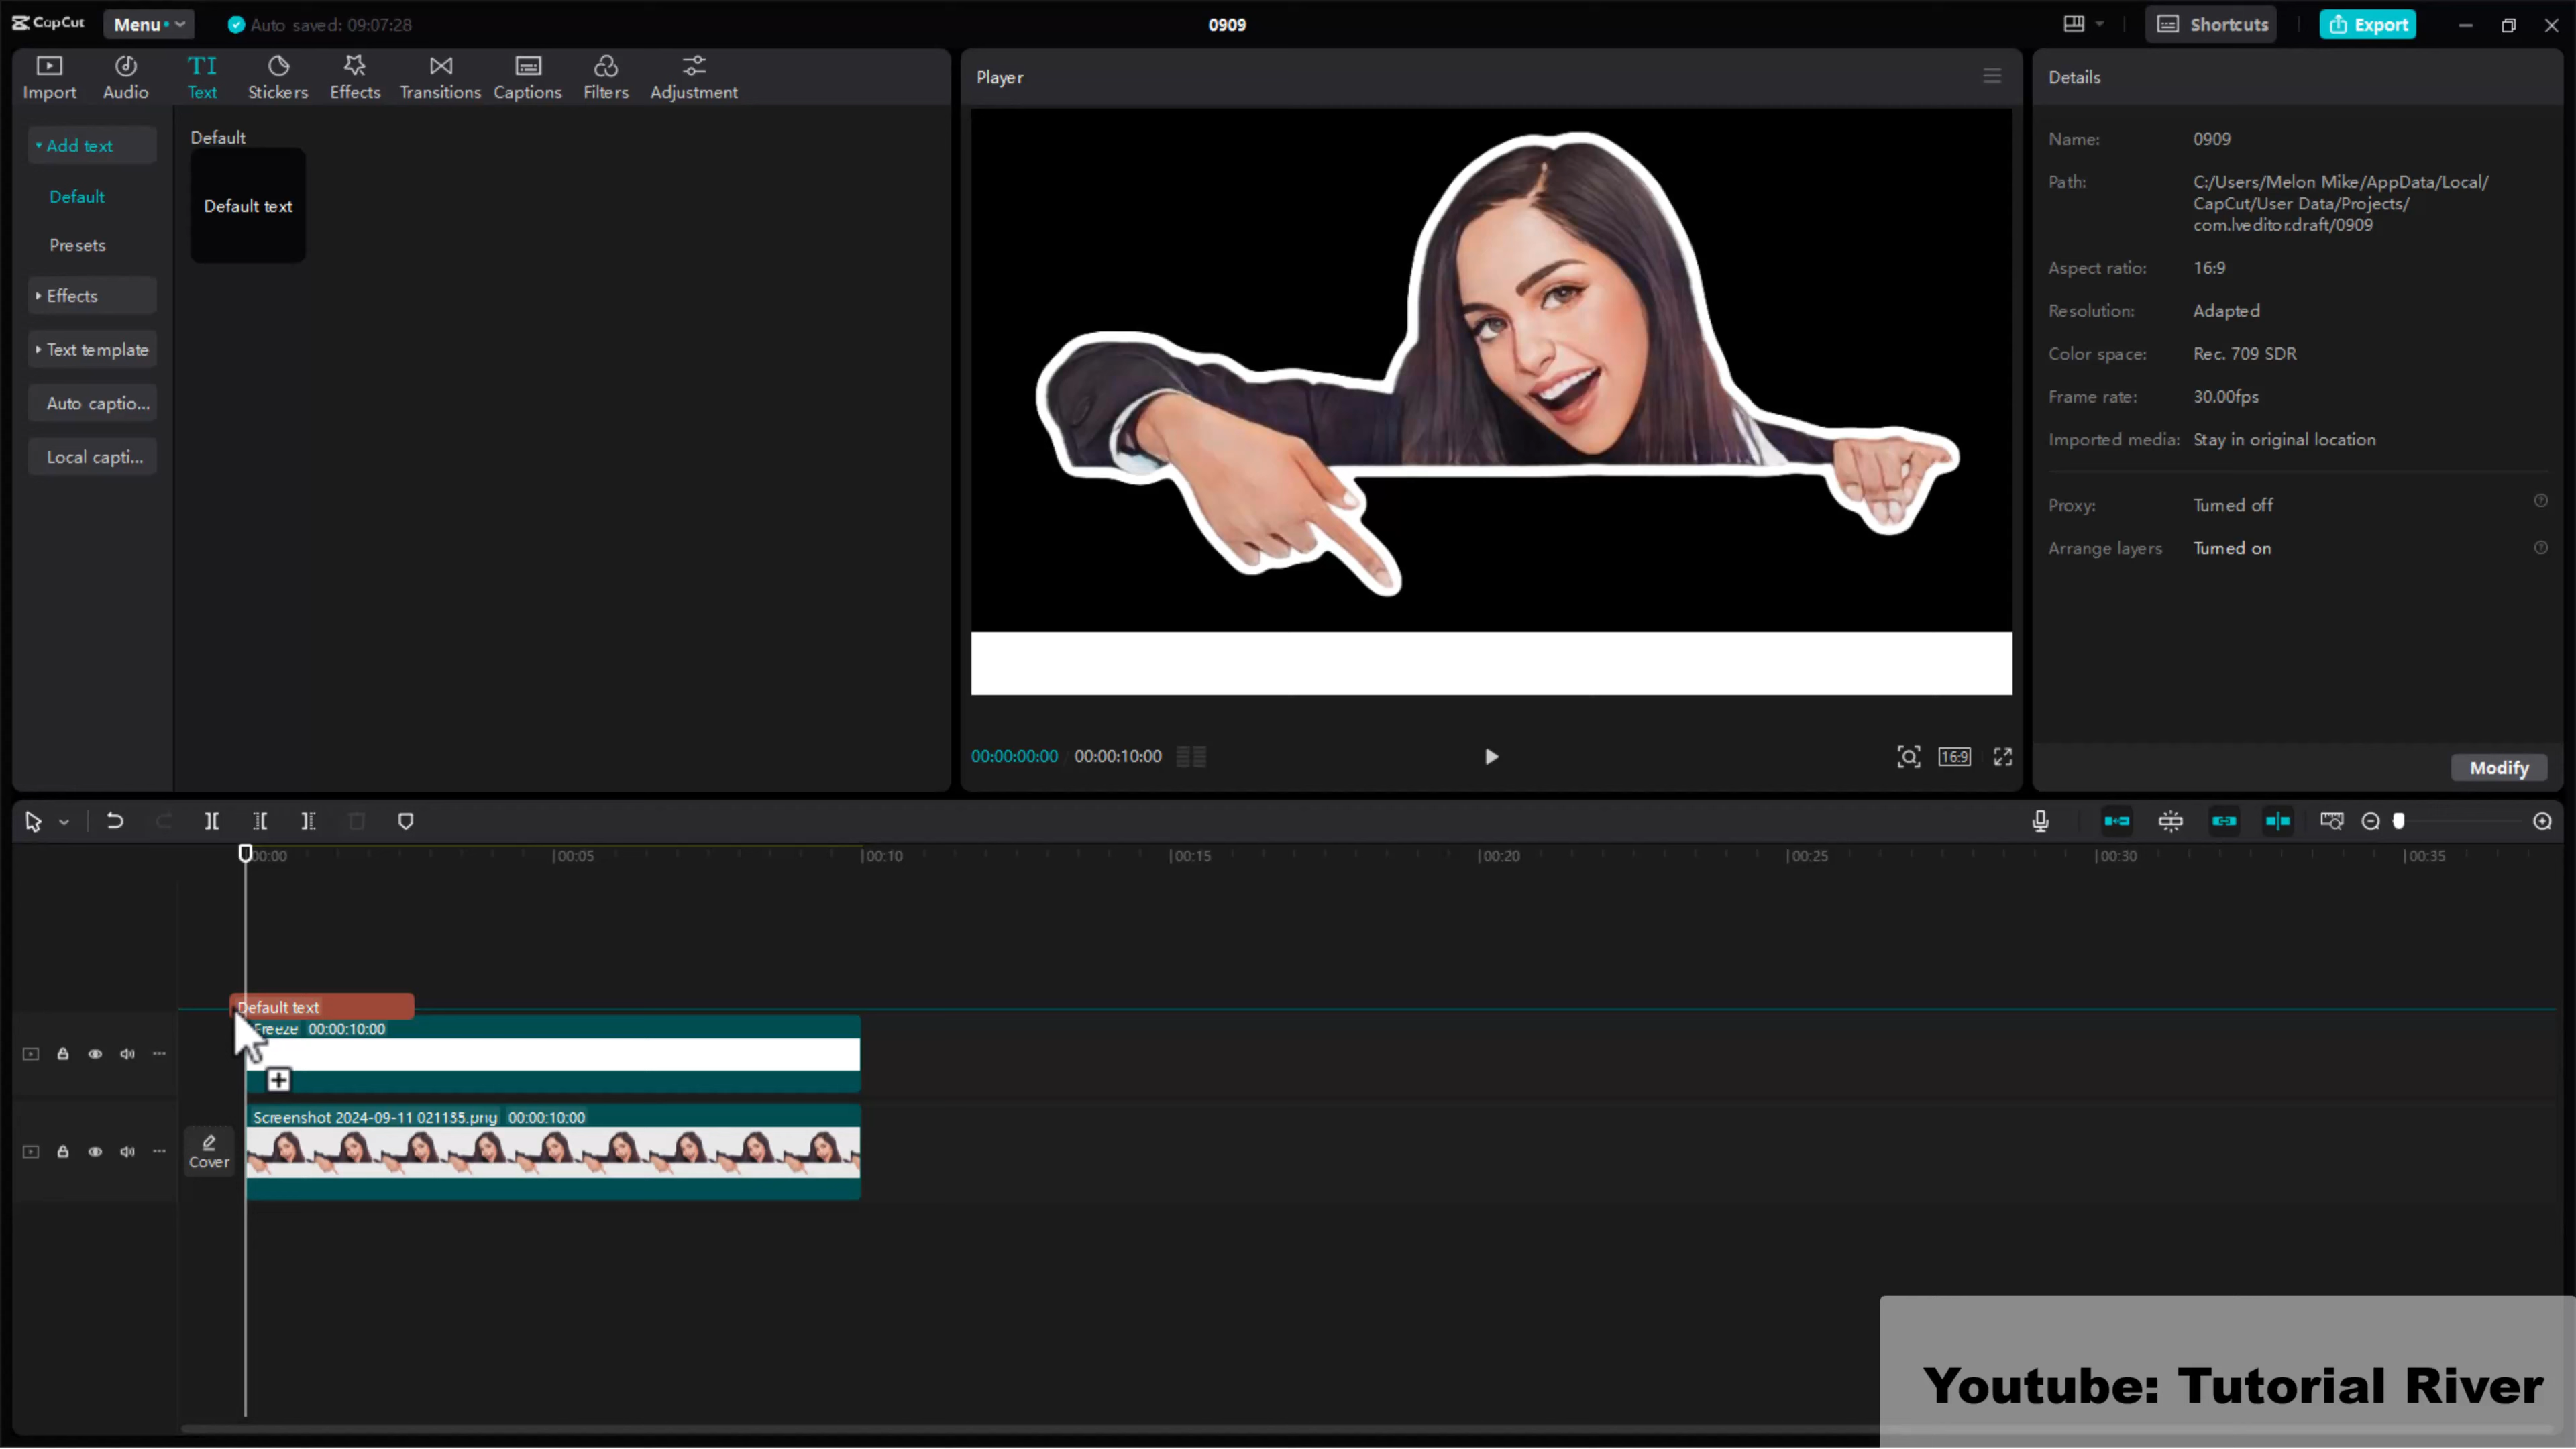 CapCut
Menu
Auto saved: 09:07:28
0909
Shortcuts
Export
Import
Audio
TI
Text
Stickers
Effects
Transitions
Captions
Filters
Adjustment
Add text
Default
Presets
Effects
Text template
Auto captio...
Local capti...
Default
Default text
Player
00:00:00:00
00:00:10:00
16:9
Details
Name: 0909
Path: C:/Users/Melon Mike/AppData/Local/
CapCut/User Data/Projects/
com.lveditor.draft/0909
Aspect ratio: 16:9
Resolution: Adapted
Color space: Rec. 709 SDR
Frame rate: 30.00fps
Imported media: Stay in original location
Proxy: Turned off
Arrange layers Turned on
Modify
00:00
00:05
00:10
00:15
00:20
00:25
00:30
00:35
Default text
Freeze 00:00:10:00
Screenshot 2024-09-11 021135.png 00:00:10:00
Cover
Youtube: Tutorial River